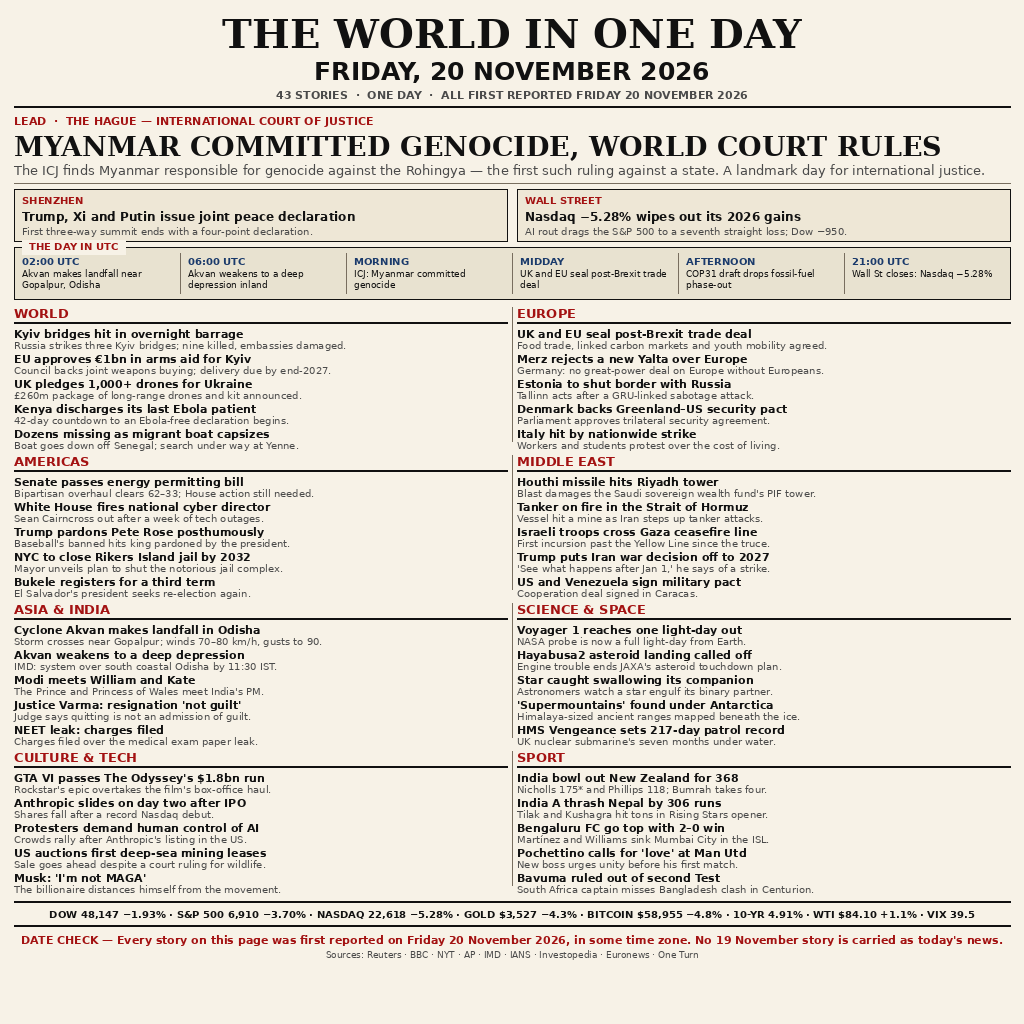 THE WORLD IN ONE DAY
FRIDAY, 20 NOVEMBER 2026
43 STORIES · ONE DAY · ALL FIRST REPORTED FRIDAY 20 NOVEMBER 2026
LEAD · THE HAGUE — INTERNATIONAL COURT OF JUSTICE
MYANMAR COMMITTED GENOCIDE, WORLD COURT RULES
The ICJ finds Myanmar responsible for genocide against the Rohingya — the first such ruling against a state. A landmark day for international justice.
SHENZHEN
Trump, Xi and Putin issue joint peace declaration
First three-way summit ends with a four-point declaration.
WALL STREET
Nasdaq −5.28% wipes out its 2026 gains
AI rout drags the S&P 500 to a seventh straight loss; Dow −950.
THE DAY IN UTC
02:00 UTC
Akvan makes landfall near
Gopalpur, Odisha
06:00 UTC
Akvan weakens to a deep
depression inland
MORNING
ICJ: Myanmar committed
genocide
MIDDAY
UK and EU seal post-Brexit trade
deal
AFTERNOON
COP31 draft drops fossil-fuel
phase-out
21:00 UTC
Wall St closes: Nasdaq −5.28%
WORLD
Kyiv bridges hit in overnight barrage
Russia strikes three Kyiv bridges; nine killed, embassies damaged.
EU approves €1bn in arms aid for Kyiv
Council backs joint weapons buying; delivery due by end-2027.
UK pledges 1,000+ drones for Ukraine
£260m package of long-range drones and kit announced.
Kenya discharges its last Ebola patient
42-day countdown to an Ebola-free declaration begins.
Dozens missing as migrant boat capsizes
Boat goes down off Senegal; search under way at Yenne.
EUROPE
UK and EU seal post-Brexit trade deal
Food trade, linked carbon markets and youth mobility agreed.
Merz rejects a new Yalta over Europe
Germany: no great-power deal on Europe without Europeans.
Estonia to shut border with Russia
Tallinn acts after a GRU-linked sabotage attack.
Denmark backs Greenland–US security pact
Parliament approves trilateral security agreement.
Italy hit by nationwide strike
Workers and students protest over the cost of living.
AMERICAS
Senate passes energy permitting bill
Bipartisan overhaul clears 62–33; House action still needed.
White House fires national cyber director
Sean Cairncross out after a week of tech outages.
Trump pardons Pete Rose posthumously
Baseball's banned hits king pardoned by the president.
NYC to close Rikers Island jail by 2032
Mayor unveils plan to shut the notorious jail complex.
Bukele registers for a third term
El Salvador's president seeks re-election again.
MIDDLE EAST
Houthi missile hits Riyadh tower
Blast damages the Saudi sovereign wealth fund's PIF tower.
Tanker on fire in the Strait of Hormuz
Vessel hit a mine as Iran steps up tanker attacks.
Israeli troops cross Gaza ceasefire line
First incursion past the Yellow Line since the truce.
Trump puts Iran war decision off to 2027
'See what happens after Jan 1,' he says of a strike.
US and Venezuela sign military pact
Cooperation deal signed in Caracas.
ASIA & INDIA
Cyclone Akvan makes landfall in Odisha
Storm crosses near Gopalpur; winds 70–80 km/h, gusts to 90.
Akvan weakens to a deep depression
IMD: system over south coastal Odisha by 11:30 IST.
Modi meets William and Kate
The Prince and Princess of Wales meet India's PM.
Justice Varma: resignation 'not guilt'
Judge says quitting is not an admission of guilt.
NEET leak: charges filed
Charges filed over the medical exam paper leak.
SCIENCE & SPACE
Voyager 1 reaches one light-day out
NASA probe is now a full light-day from Earth.
Hayabusa2 asteroid landing called off
Engine trouble ends JAXA's asteroid touchdown plan.
Star caught swallowing its companion
Astronomers watch a star engulf its binary partner.
'Supermountains' found under Antarctica
Himalaya-sized ancient ranges mapped beneath the ice.
HMS Vengeance sets 217-day patrol record
UK nuclear submarine's seven months under water.
CULTURE & TECH
GTA VI passes The Odyssey's $1.8bn run
Rockstar's epic overtakes the film's box-office haul.
Anthropic slides on day two after IPO
Shares fall after a record Nasdaq debut.
Protesters demand human control of AI
Crowds rally after Anthropic's listing in the US.
US auctions first deep-sea mining leases
Sale goes ahead despite a court ruling for wildlife.
Musk: 'I'm not MAGA'
The billionaire distances himself from the movement.
SPORT
India bowl out New Zealand for 368
Nicholls 175* and Phillips 118; Bumrah takes four.
India A thrash Nepal by 306 runs
Tilak and Kushagra hit tons in Rising Stars opener.
Bengaluru FC go top with 2–0 win
Martínez and Williams sink Mumbai City in the ISL.
Pochettino calls for 'love' at Man Utd
New boss urges unity before his first match.
Bavuma ruled out of second Test
South Africa captain misses Bangladesh clash in Centurion.
DOW 48,147 −1.93% · S&P 500 6,910 −3.70% · NASDAQ 22,618 −5.28% · GOLD $3,527 −4.3% · BITCOIN $58,955 −4.8% · 10-YR 4.91% · WTI $84.10 +1.1% · VIX 39.5
DATE CHECK — Every story on this page was first reported on Friday 20 November 2026, in some time zone. No 19 November story is carried as today's news.
Sources: Reuters · BBC · NYT · AP · IMD · IANS · Investopedia · Euronews · One Turn